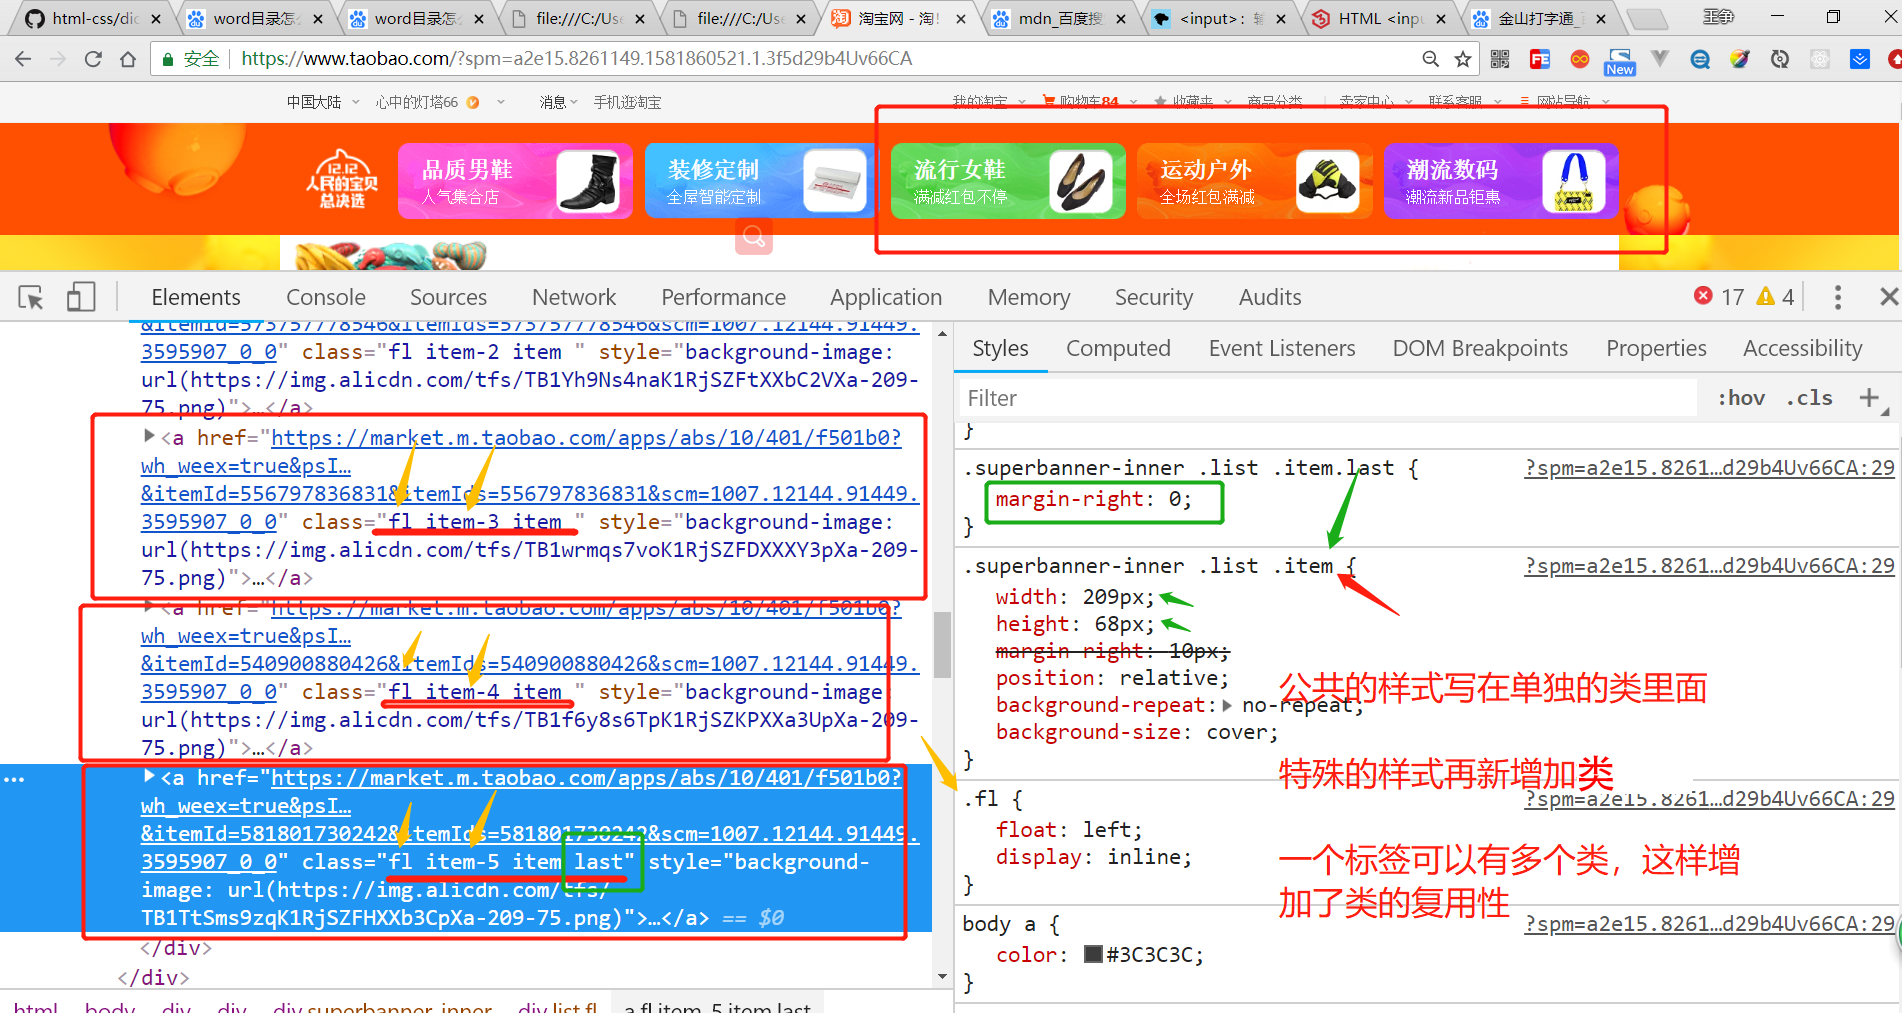 html-css/dic
word目录怎么
word目录怎么
file:///C:/Use
file:///C:/Use
淘宝网 - 淘!
mdn_百度搜
<input>: 输
HTML <inpu
金山打字通_
王争
安全 https://www.taobao.com/?spm=a2e15.8261149.1581860521.1.3f5d29b4Uv66CA
New
中国大陆 心中的灯塔66 消息 手机逛淘宝 我的淘宝 购物车84 收藏夹 商品分类 卖家中心 联系客服 网站导航
12.12
人民的宝贝
总决选
品质男鞋
人气集合店
装修定制
全屋智能定制
流行女鞋
满减红包不停
运动户外
全场红包满减
潮流数码
潮流新品钜惠
Elements Console Sources Network Performance Application Memory Security Audits 17 4
&itemId=573757778546&itemIds=573757778546&scm=1007.12144.91449.
3595907_0_0" class="fl item-2 item " style="background-image:
url(https://img.alicdn.com/tfs/TB1Yh9Ns4naK1RjSZFtXXbC2VXa-209-
75.png)">…</a>
<a href="https://market.m.taobao.com/apps/abs/10/401/f501b0?
wh_weex=true&psI…
&itemId=556797836831&itemIds=556797836831&scm=1007.12144.91449.
3595907_0_0" class="fl item-3 item " style="background-image:
url(https://img.alicdn.com/tfs/TB1wrmqs7voK1RjSZFDXXXY3pXa-209-
75.png)">…</a>
<a href="https://market.m.taobao.com/apps/abs/10/401/f501b0?
wh_weex=true&psI…
&itemId=540900880426&itemIds=540900880426&scm=1007.12144.91449.
3595907_0_0" class="fl item-4 item " style="background-image:
url(https://img.alicdn.com/tfs/TB1f6y8s6TpK1RjSZKPXXa3UpXa-209-
75.png)">…</a>
<a href="https://market.m.taobao.com/apps/abs/10/401/f501b0?
wh_weex=true&psI…
&itemId=581801730242&itemIds=581801730242&scm=1007.12144.91449.
3595907_0_0" class="fl item-5 item last" style="background-
image: url(https://img.alicdn.com/tfs/
TB1TtSms9zqK1RjSZFHXXb3CpXa-209-75.png)">…</a> == $0
</div>
</div>
html body div div div.superbanner-inner div.list.fl a.fl.item-5.item.last
Styles Computed Event Listeners DOM Breakpoints Properties Accessibility
Filter :hov .cls +
}
.superbanner-inner .list .item.last { ?spm=a2e15.8261…d29b4Uv66CA:29
margin-right: 0;
}
.superbanner-inner .list .item { ?spm=a2e15.8261…d29b4Uv66CA:29
width: 209px;
height: 68px;
margin-right: 10px;
position: relative;
background-repeat: no-repeat;
background-size: cover;
}
公共的样式写在单独的类里面
特殊的样式再新增加类
.fl { ?spm=a2e15.8261…d29b4Uv66CA:29
float: left;
display: inline;
}
一个标签可以有多个类，这样增
加了类的复用性
body a { ?spm=a2e15.8261…d29b4Uv66CA:29
color: #3C3C3C;
}